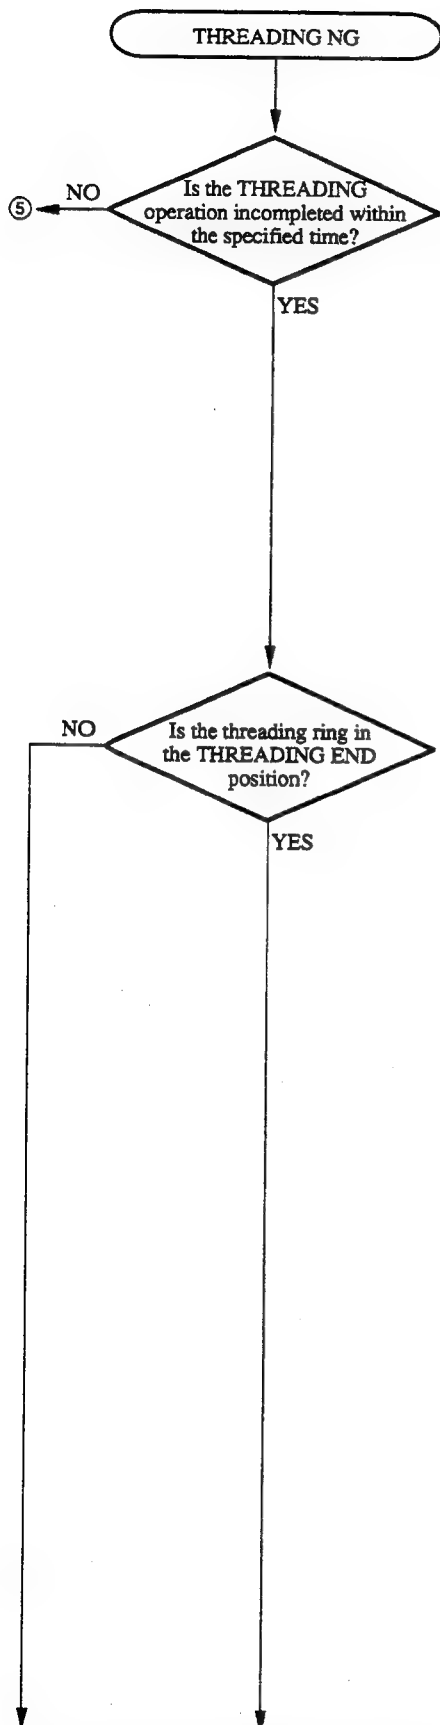 THREADING NG
NO
Is the THREADING
operation incompleted within
the specified time?
⑤
YES
NO
Is the threading ring in
the THREADING END
position?
YES